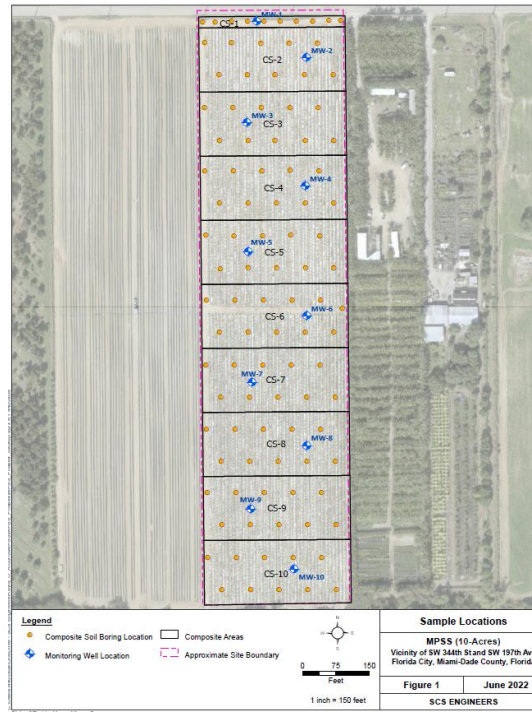 CS-1
MW-1
CS-2
MW-2
MW-3
CS-3
MW-4
CS-4
MW-5
CS-5
CS-6
MW-6
MW-7
CS-7
MW-8
CS-8
MW-9
CS-9
CS-10
MW-10
Legend
Composite Soil Boring Location
Composite Areas
Monitoring Well Location
Approximate Site Boundary
N
W
E
S
0 75 150
Feet
1 inch = 150 feet
Sample Locations
MPSS (10-Acres)
Vicinity of SW 344th St and SW 197th Av
Florida City, Miami-Dade County, Florid
Figure 1
June 2022
SCS ENGINEERS